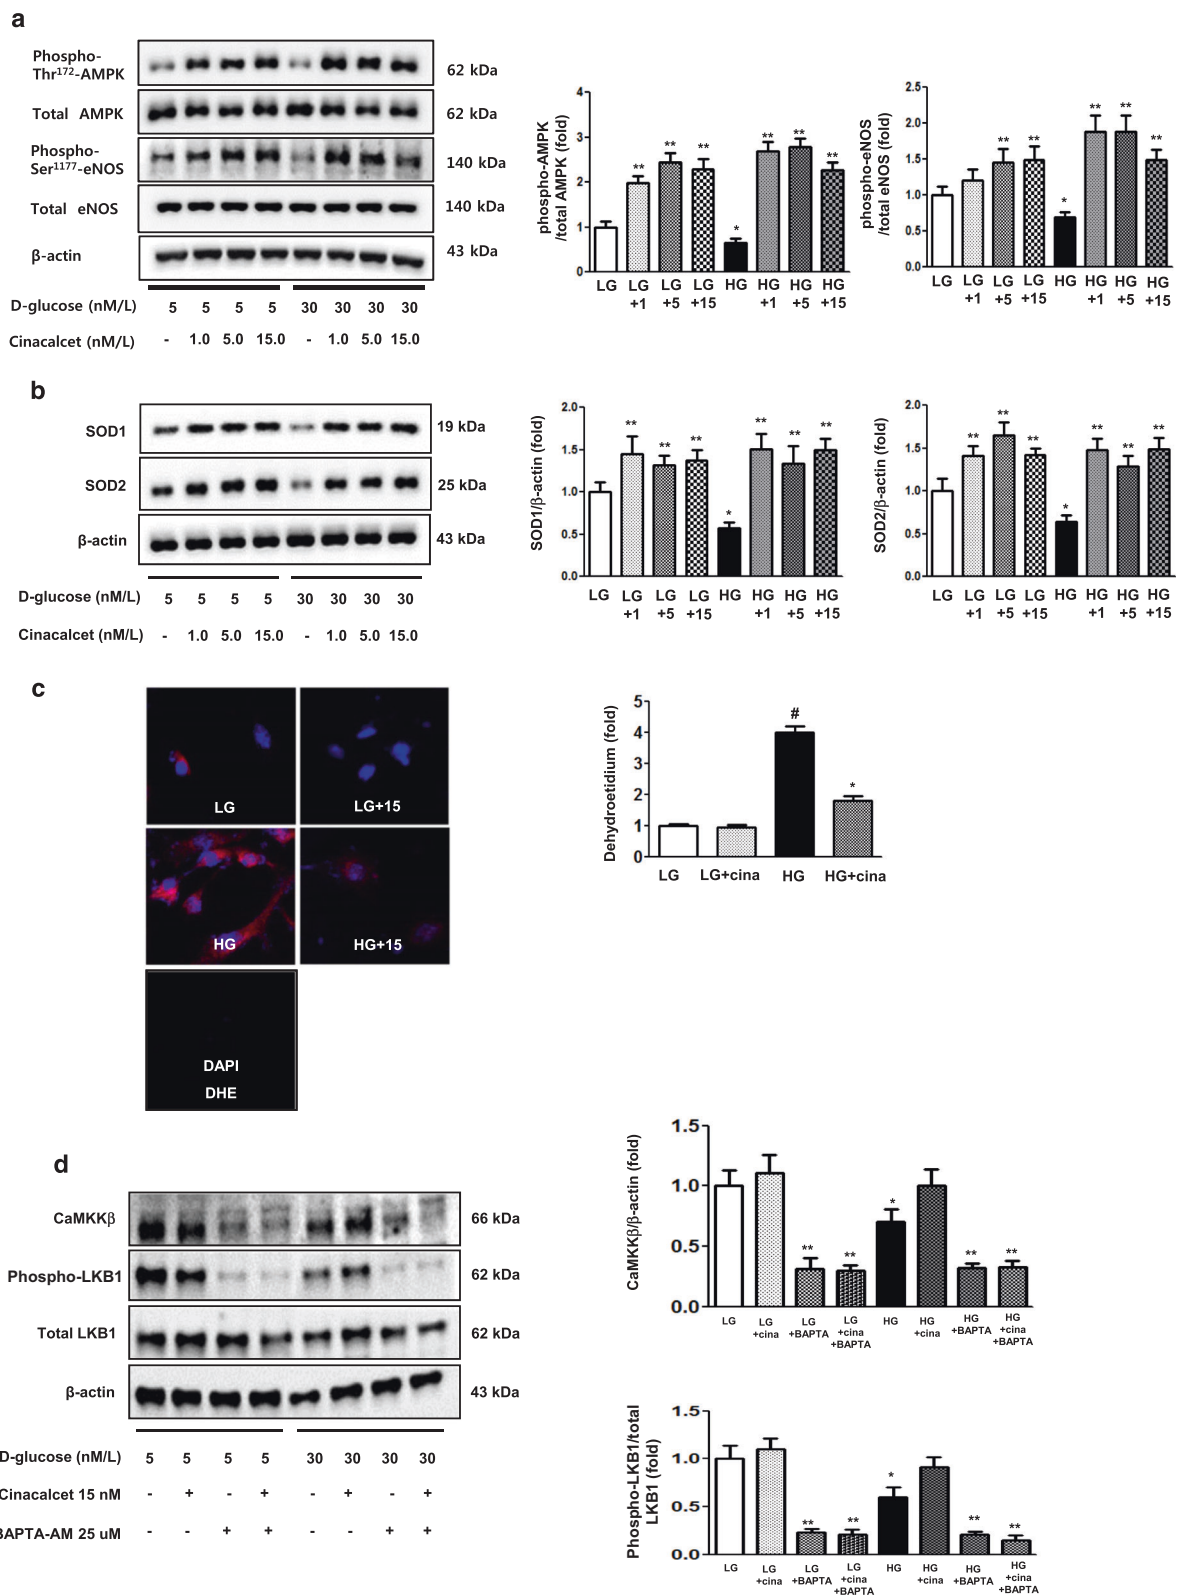 a
Phospho-
Thr172-AMPK
62 kDa
Total AMPK
62 kDa
Phospho-
Ser1177-eNOS
140 kDa
Total eNOS
140 kDa
β-actin
43 kDa
D-glucose (nM/L) 5 5 5 5 30 30 30 30
Cinacalcet (nM/L) - 1.0 5.0 15.0 - 1.0 5.0 15.0
phospho-AMPK
/total AMPK (fold)
4
3
2
1
0
** ** ** * ** ** **
LG LG LG LG HG HG HG HG
+1 +5 +15 +1 +5 +15
phospho-eNOS
/total eNOS (fold)
2.5
2.0
1.5
1.0
0.5
0.0
** ** * ** ** **
LG LG LG LG HG HG HG HG
+1 +5 +15 +1 +5 +15
b
SOD1
19 kDa
SOD2
25 kDa
β-actin
43 kDa
D-glucose (nM/L) 5 5 5 5 30 30 30 30
Cinacalcet (nM/L) - 1.0 5.0 15.0 - 1.0 5.0 15.0
SOD1/β-actin (fold)
2.0
1.5
1.0
0.5
0.0
** ** ** * ** ** **
LG LG LG LG HG HG HG HG
+1 +5 +15 +1 +5 +15
SOD2/β-actin (fold)
2.0
1.5
1.0
0.5
0.0
** ** ** * ** ** **
LG LG LG LG HG HG HG HG
+1 +5 +15 +1 +5 +15
c
LG
LG+15
HG
HG+15
DAPI
DHE
Dehydroetidium (fold)
5
4
3
2
1
0
# *
LG LG+cina HG HG+cina
d
CaMKKβ
66 kDa
Phospho-LKB1
62 kDa
Total LKB1
62 kDa
β-actin
43 kDa
D-glucose (nM/L) 5 5 5 5 30 30 30 30
Cinacalcet 15 nM - + - + - + - +
BAPTA-AM 25 uM - - + + - - + +
CaMKKβ/β-actin (fold)
1.5
1.0
0.5
0.0
** ** * ** **
LG LG LG LG HG HG HG HG
+cina +BAPTA +cina +cina +BAPTA +cina
+BAPTA +BAPTA
Phospho-LKB1/total
LKB1 (fold)
1.5
1.0
0.5
0.0
** ** * ** **
LG LG LG LG HG HG HG HG
+cina +BAPTA +cina +cina +BAPTA +cina
+BAPTA +BAPTA